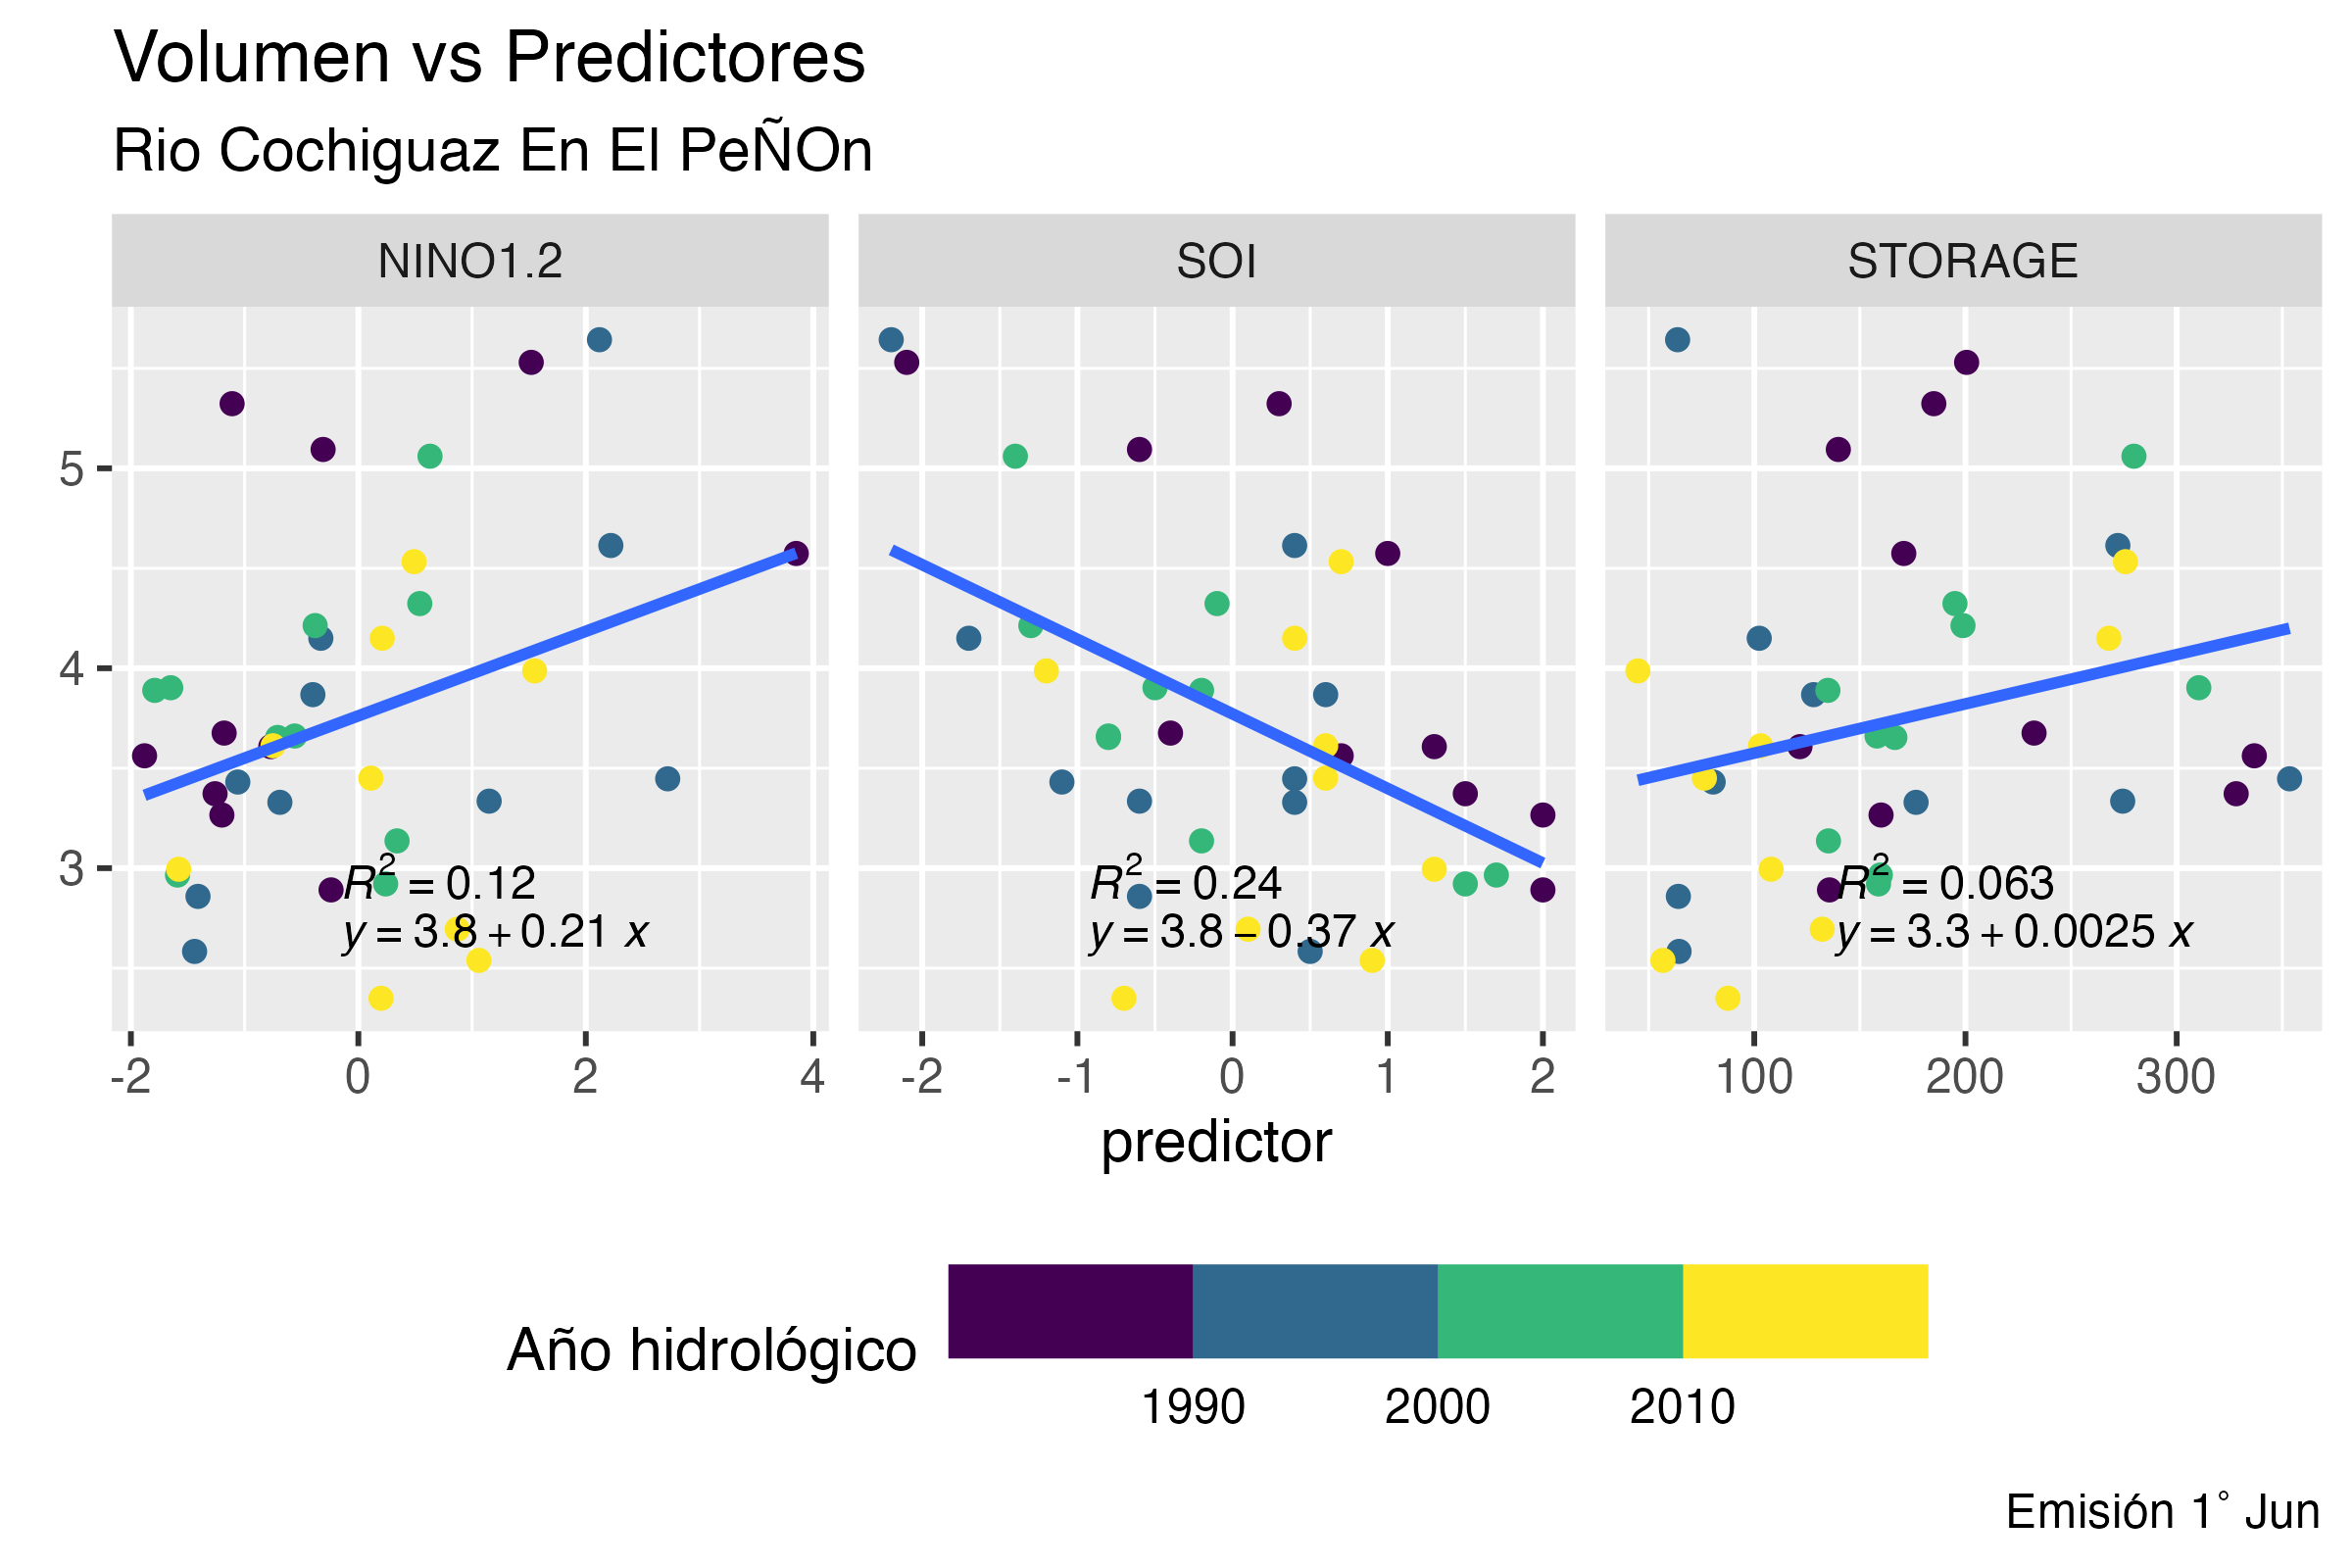 Volumen vs Predictores
Rio Cochiguaz En El PeÑOn
NINO1.2 SOI STORAGE
5
4
3
R² = 0.12 R² = 0.24 R² = 0.063
y = 3.8 + 0.21 x y = 3.8 − 0.37 x y = 3.3 + 0.0025 x
-2 0 2 4 -2 -1 0 1 2 100 200 300
predictor
Año hidrológico
1990 2000 2010
Emisión 1° Jun